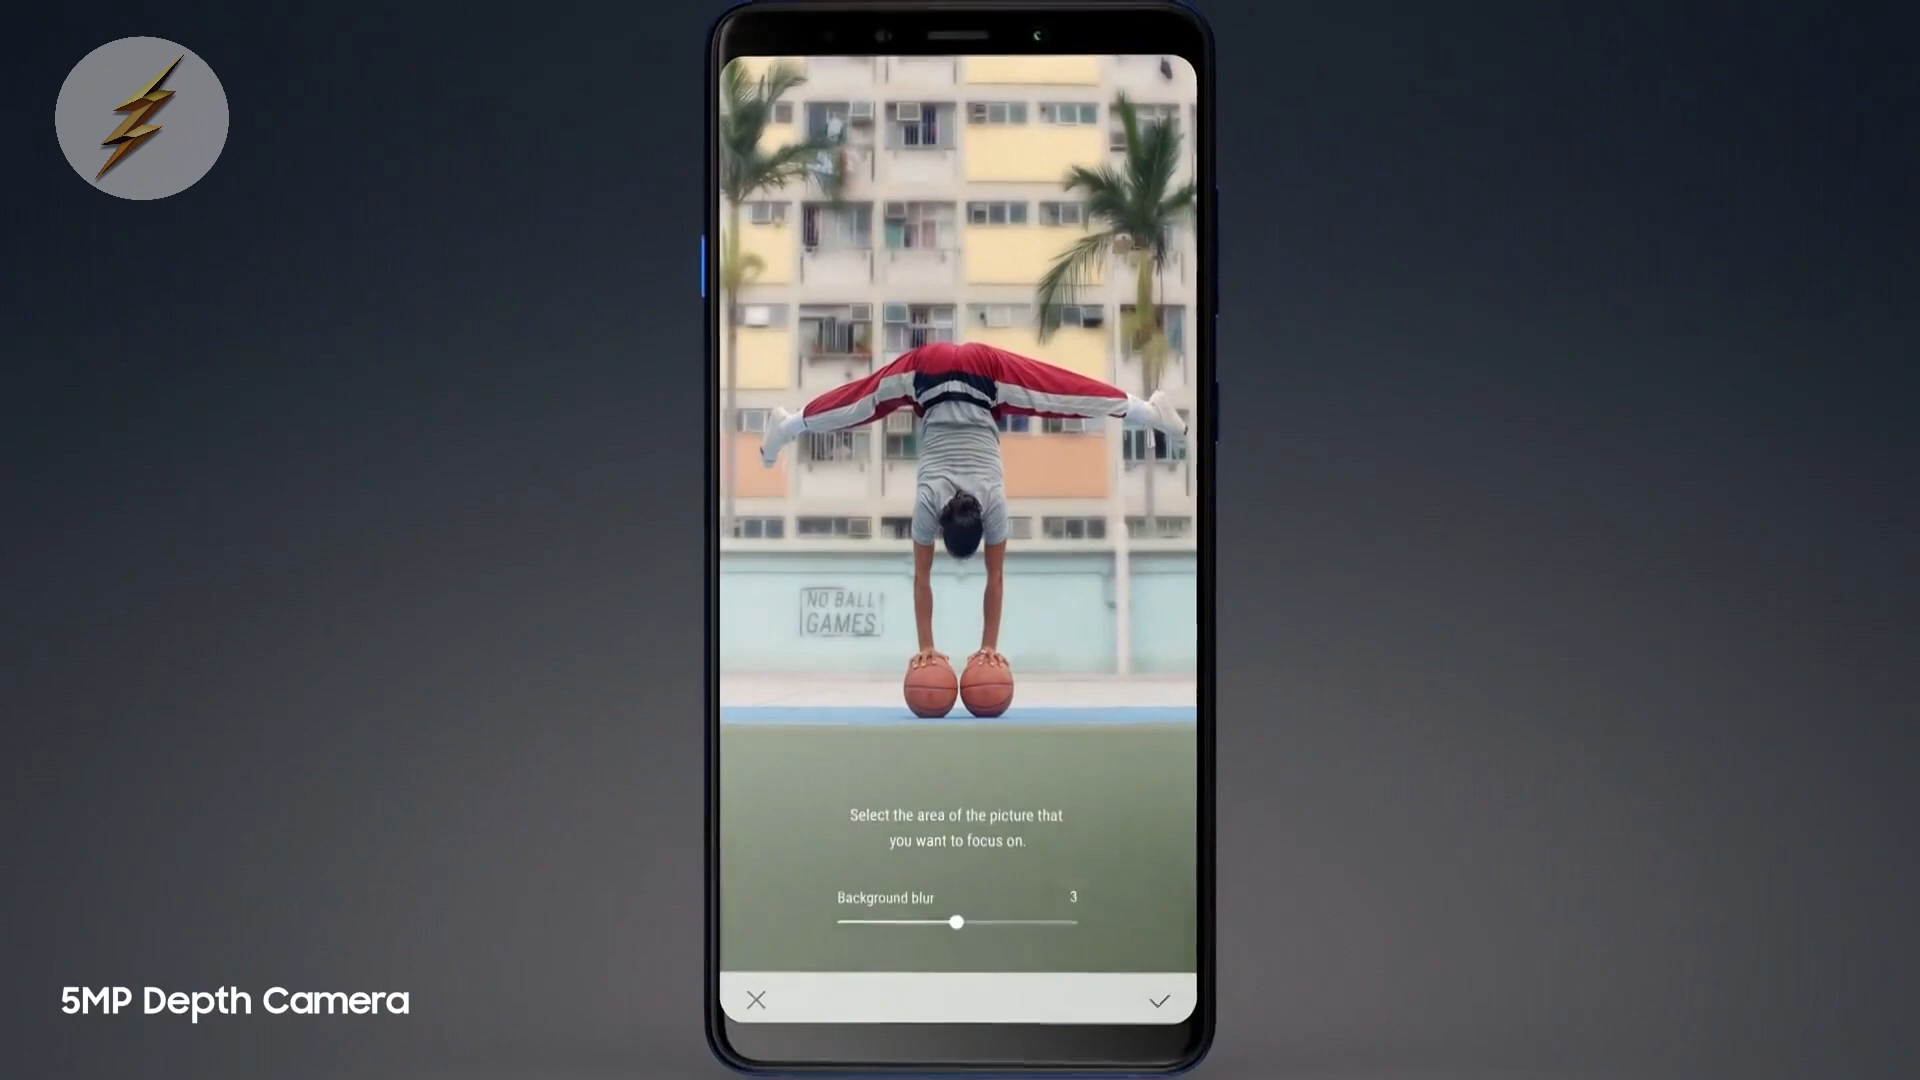 NO BALL
GAMES
Select the area of the picture that
you want to focus on.
Background blur 3
5MP Depth Camera